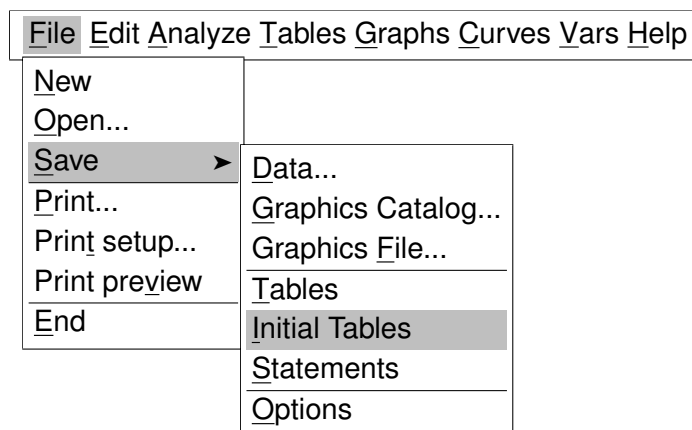 File Edit Analyze Tables Graphs Curves Vars Help
New
Open...
Save ➤
Print...
Print setup...
Print preview
End
Data...
Graphics Catalog...
Graphics File...
Tables
Initial Tables
Statements
Options